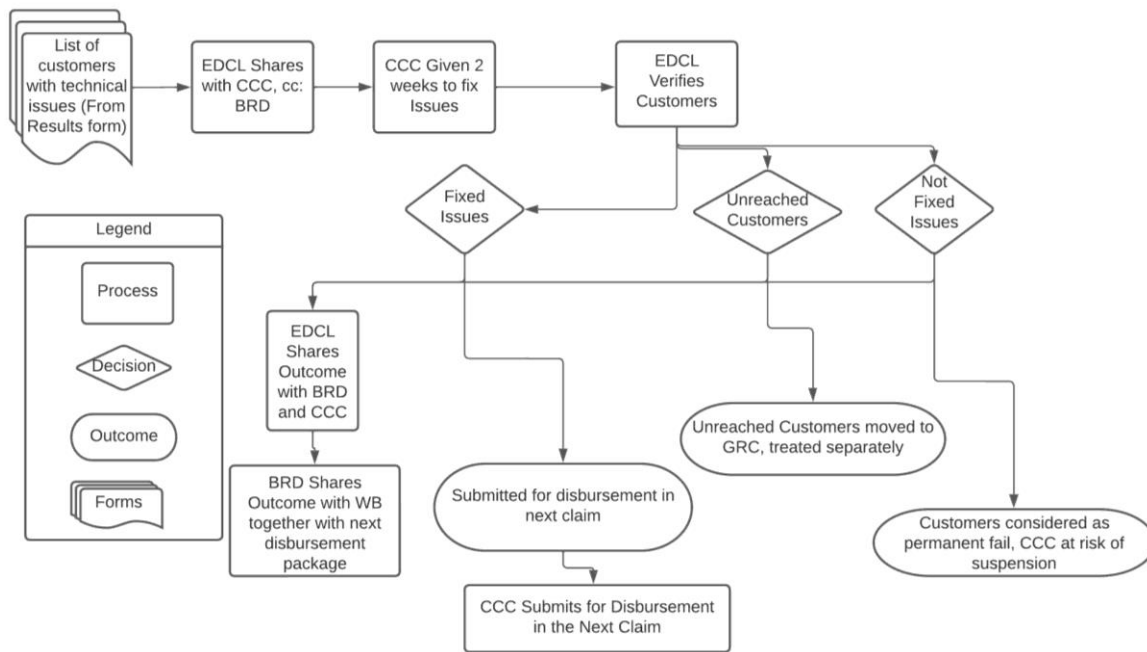 List of
customers
with technical
issues (From
Results form)
EDCL Shares
with CCC, cc:
BRD
CCC Given 2
weeks to fix
Issues
EDCL
Verifies
Customers
Fixed
Issues
Unreached
Customers
Not
Fixed
Issues
Legend
Process
Decision
Outcome
Forms
EDCL
Shares
Outcome
with BRD
and CCC
BRD Shares
Outcome with WB
together with next
disbursement
package
Submitted for disbursement in
next claim
CCC Submits for Disbursement
in the Next Claim
Unreached Customers moved to
GRC, treated separately
Customers considered as
permanent fail, CCC at risk of
suspension